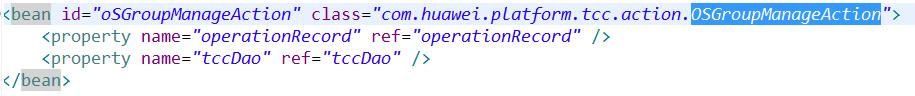 <bean id="oSGroupManageAction" class="com.huawei.platform.tcc.action.OSGroupManageAction">
<property name="operationRecord" ref="operationRecord" />
<property name="tccDao" ref="tccDao" />
</bean>